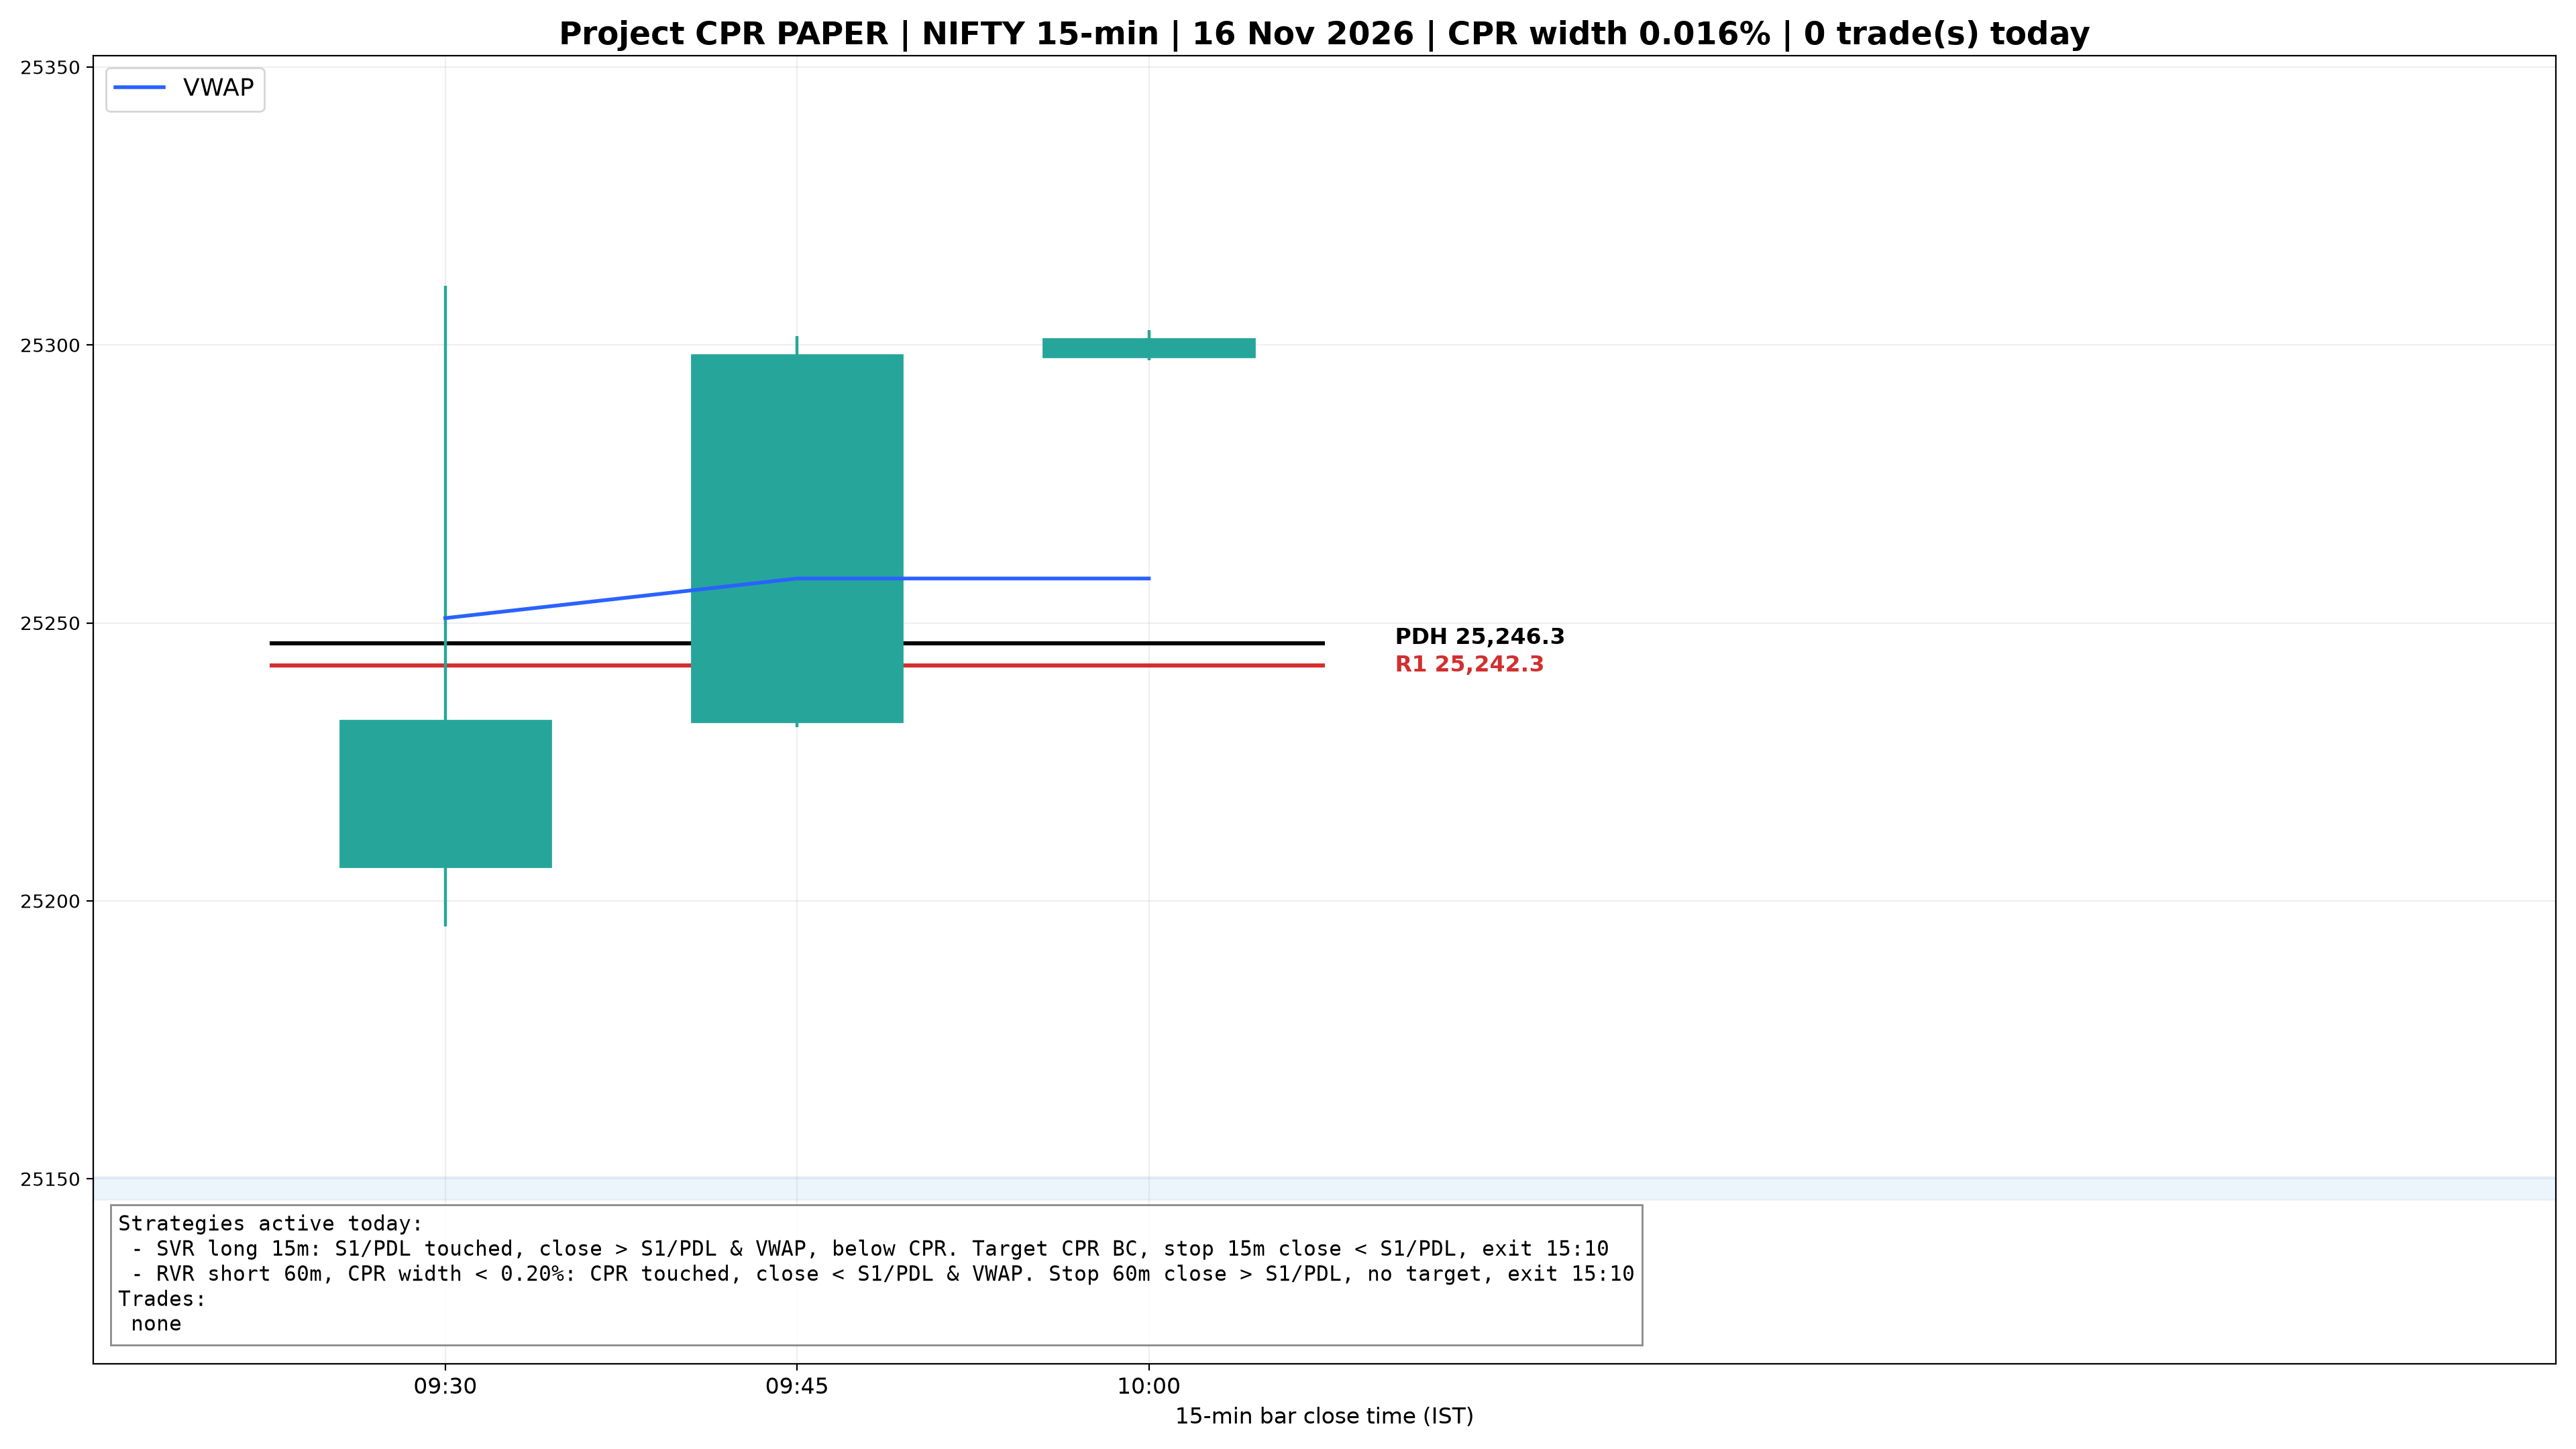 Project CPR PAPER | NIFTY 15-min | 16 Nov 2026 | CPR width 0.016% | 0 trade(s) today
25350
VWAP
25300
25250
PDH 25,246.3
R1 25,242.3
25200
25150
Strategies active today:
- SVR long 15m: S1/PDL touched, close > S1/PDL & VWAP, below CPR. Target CPR BC, stop 15m close < S1/PDL, exit 15:10
- RVR short 60m, CPR width < 0.20%: CPR touched, close < S1/PDL & VWAP. Stop 60m close > S1/PDL, no target, exit 15:10
Trades:
none
09:30 09:45 10:00
15-min bar close time (IST)